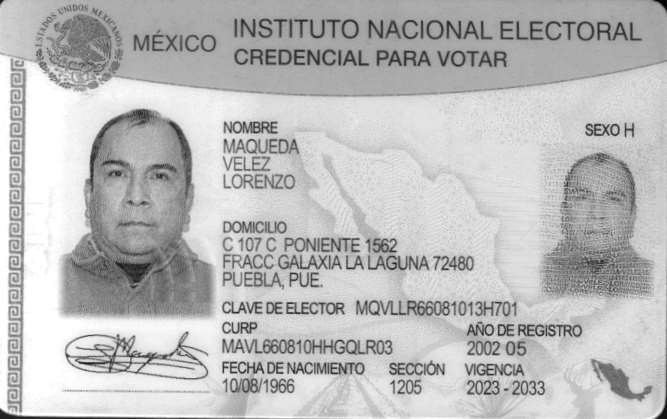 ESTADOS UNIDOS MEXICANOS
MÉXICO
INSTITUTO NACIONAL ELECTORAL
CREDENCIAL PARA VOTAR
NOMBRE
SEXO H
MAQUEDA
VELEZ
LORENZO
DOMICILIO
C 107 C PONIENTE 1562
FRACC GALAXIA LA LAGUNA 72480
PUEBLA, PUE.
CLAVE DE ELECTOR MQVLLR66081013H701
CURP
AÑO DE REGISTRO
MAVL660810HHGQLR03
2002 05
FECHA DE NACIMIENTO SECCIÓN VIGENCIA
10/08/1966 1205 2023 - 2033